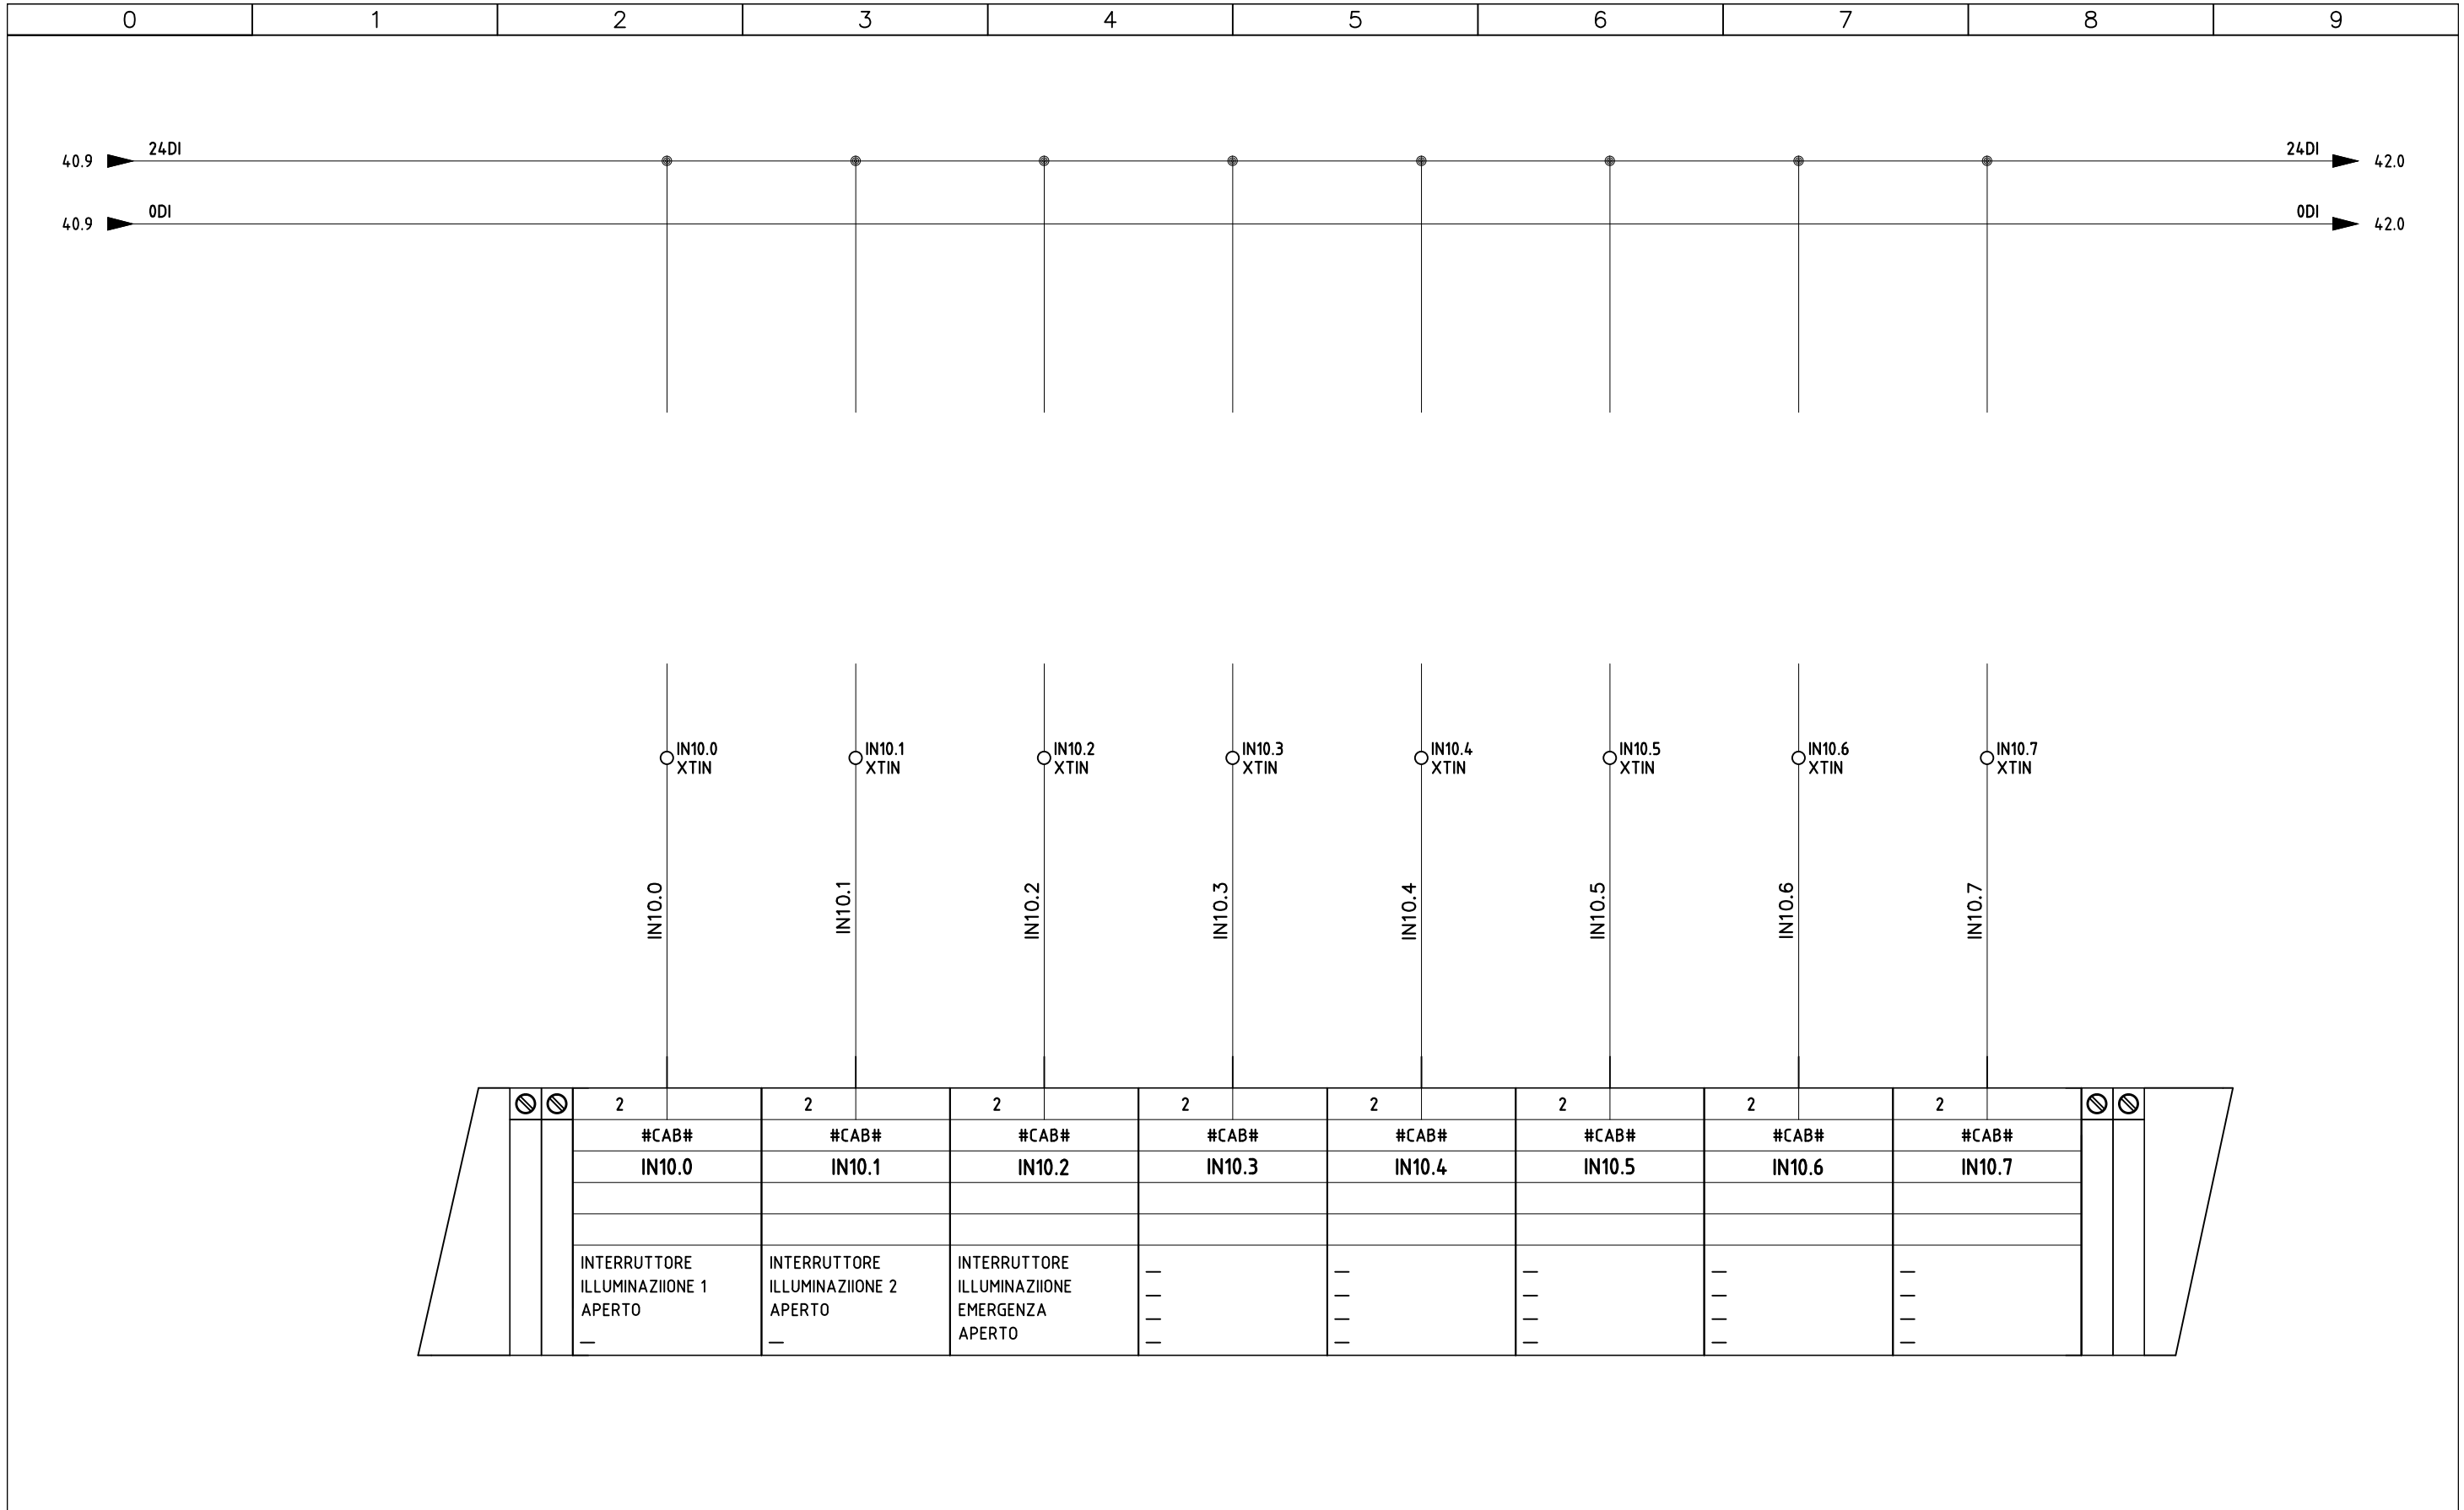 0 1 2 3 4 5 6 7 8 9
24DI 24DI
40.9 42.0
0DI 0DI
40.9 42.0
IN10.0 IN10.1 IN10.2 IN10.3 IN10.4 IN10.5 IN10.6 IN10.7
XTIN XTIN XTIN XTIN XTIN XTIN XTIN XTIN
IN10.0 IN10.1 IN10.2 IN10.3 IN10.4 IN10.5 IN10.6 IN10.7
2 2 2 2 2 2 2 2
#CAB# #CAB# #CAB# #CAB# #CAB# #CAB# #CAB# #CAB#
IN10.0 IN10.1 IN10.2 IN10.3 IN10.4 IN10.5 IN10.6 IN10.7
INTERRUTTORE
ILLUMINAZIIONE 1
APERTO
_
INTERRUTTORE
ILLUMINAZIIONE 2
APERTO
_
INTERRUTTORE
ILLUMINAZIIONE
EMERGENZA
APERTO
_ _ _ _ _
_ _ _ _ _
_ _ _ _ _
_ _ _ _ _